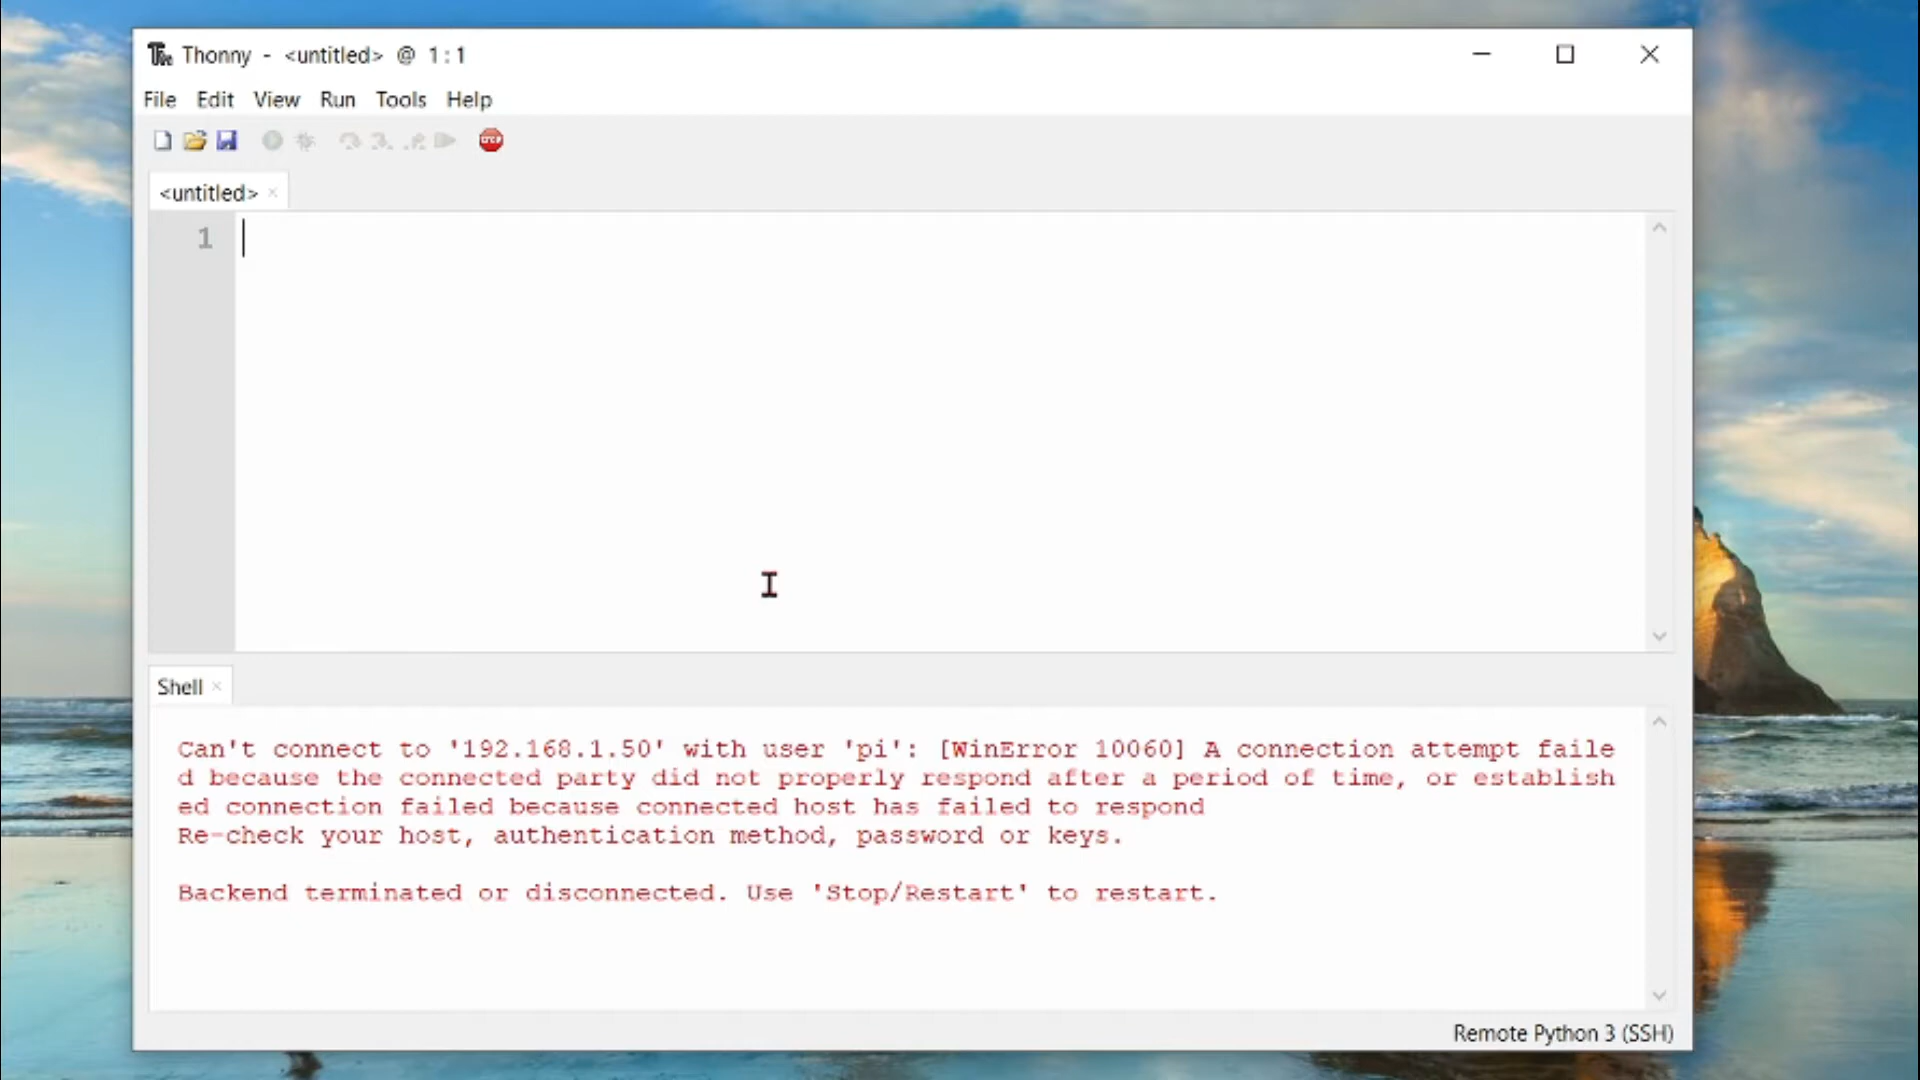 Thonny - <untitled> @ 1:1
File Edit View Run Tools Help
STOP
<untitled> ×
1
Shell ×
Can't connect to '192.168.1.50' with user 'pi': [WinError 10060] A connection attempt faile
d because the connected party did not properly respond after a period of time, or establish
ed connection failed because connected host has failed to respond
Re-check your host, authentication method, password or keys.
Backend terminated or disconnected. Use 'Stop/Restart' to restart.
Remote Python 3 (SSH)